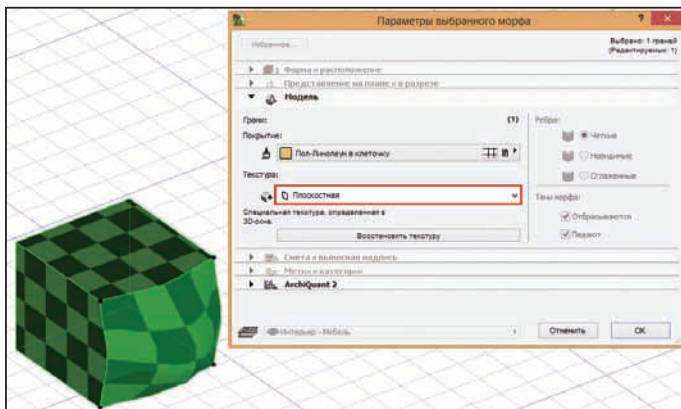 Параметры выбранного морфа
? ×
Избранное...
Выбрано: 1 граней
(Редактируемых: 1)
Форма и расположение
Представление на плане и в разрезе
Модель
Грани: (1)
Ребра:
Покрытие:
Пол-Линолеум в клеточку
Четкие
Невидимые
Сглаженные
Текстура:
Плоскостная
Тени морфа:
Специальная текстура, определенная в
3D-окне.
Отбрасываются
Падают
Восстановить текстуру
Смета и выносная надпись
Метки и категории
ArchiQuant 2
Интерьер - Мебель
Отменить
OK